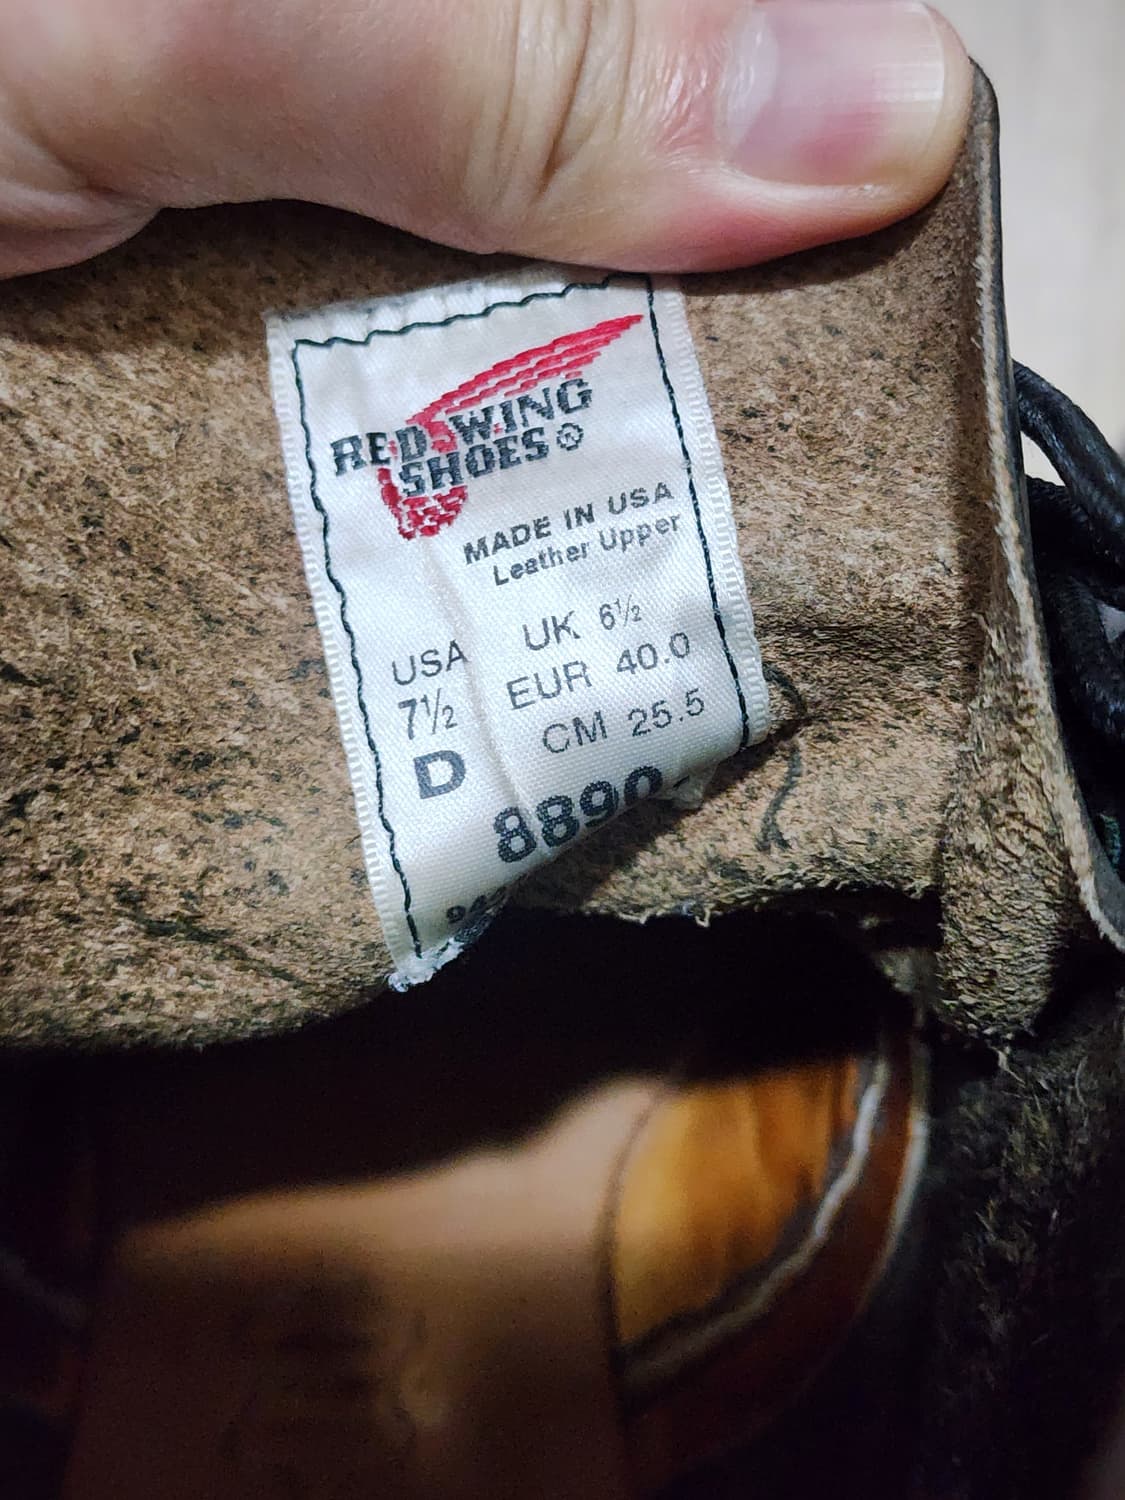 RED WING
SHOES®
MADE IN USA
Leather Upper
USA
7½
D
UK 6½
EUR 40.0
CM 25.5
8890